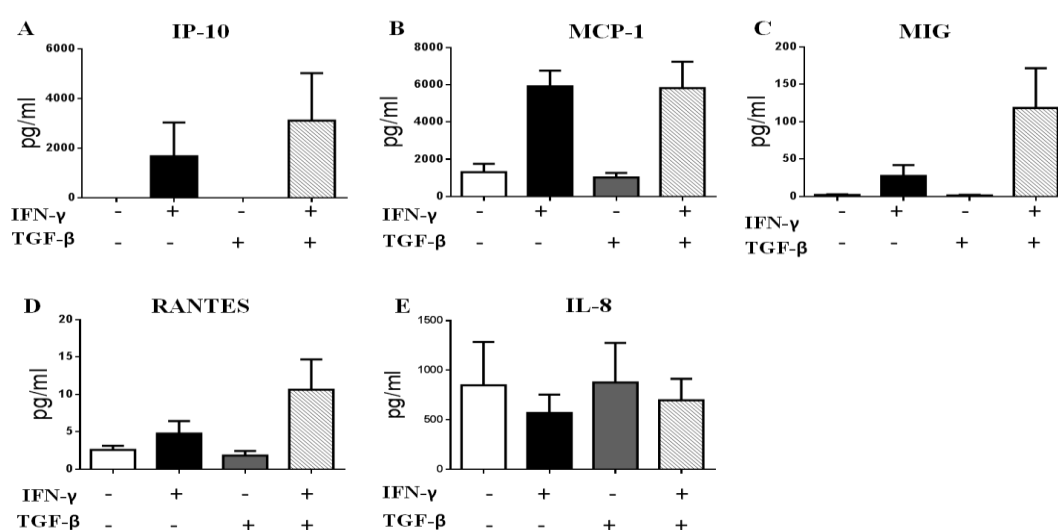 A
IP-10
pg/ml
6000
4000
2000
0
IFN-γ - + - +
TGF-β - - + +
B
MCP-1
pg/ml
8000
6000
4000
2000
0
IFN-γ - + - +
TGF-β - - + +
C
MIG
pg/ml
200
150
100
50
0
IFN-γ - + - +
TGF-β - - + +
D
RANTES
pg/ml
20
15
10
5
0
IFN-γ - + - +
TGF-β - - + +
E
IL-8
pg/ml
1500
1000
500
0
IFN-γ - + - +
TGF-β - - + +